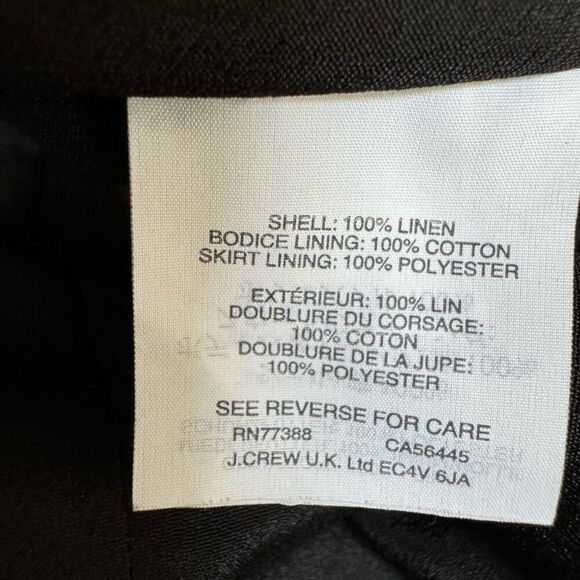 SHELL: 100% LINEN
BODICE LINING: 100% COTTON
SKIRT LINING: 100% POLYESTER
EXTÉRIEUR: 100% LIN
DOUBLURE DU CORSAGE:
100% COTON
DOUBLURE DE LA JUPE:
100% POLYESTER
SEE REVERSE FOR CARE
RN77388 CA56445
J.CREW U.K. Ltd EC4V 6JA